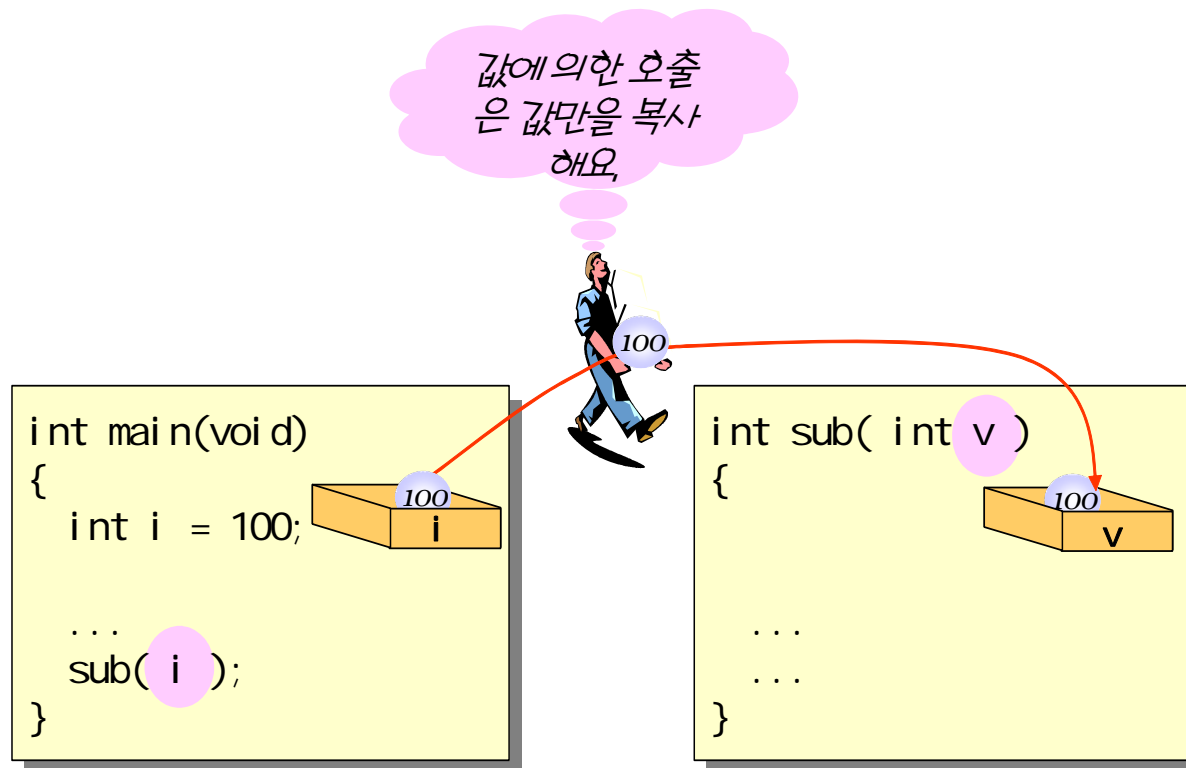 값에 의한 호출
은 값만을 복사
해요,
100
int main(void)
{
int i = 100;
100
i
...
sub( i );
}
int sub( int v )
{
100
v
...
...
}